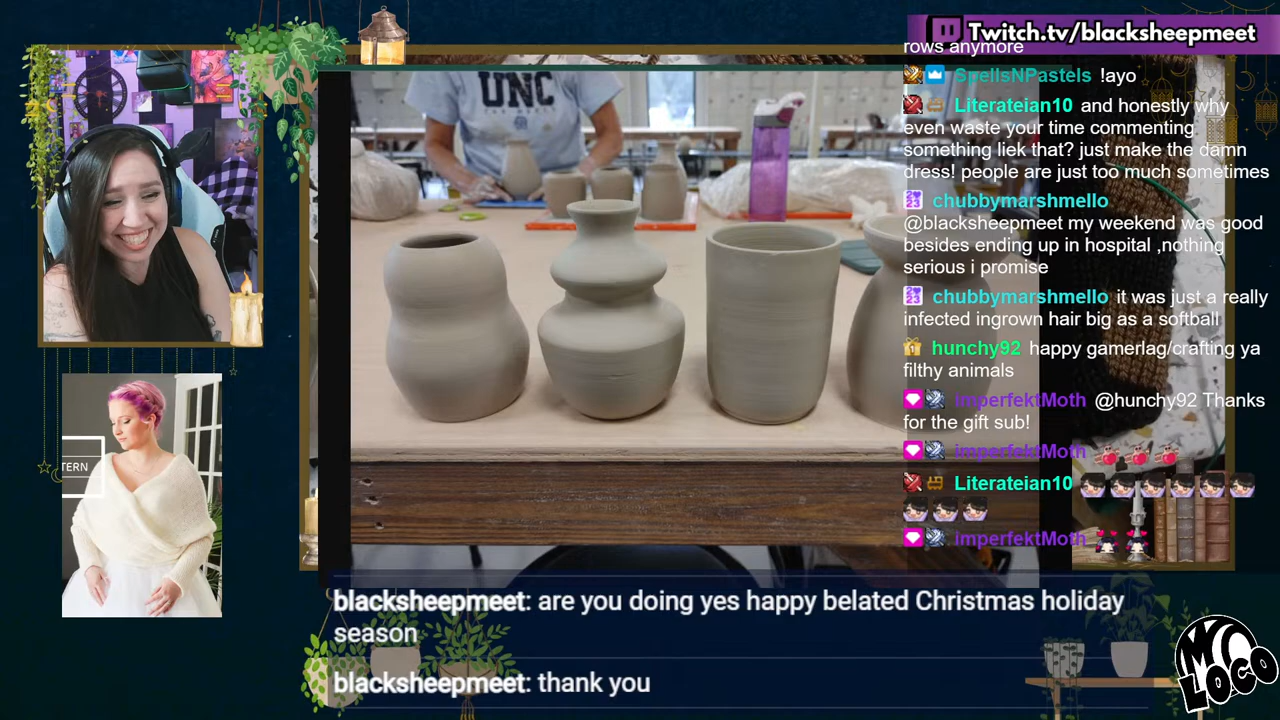 Twitch.tv/blacksheepmeet
rows anymore
SpellsNPastels !ayo
Literateian10 and honestly why
even waste your time commenting
something liek that? just make the damn
dress! people are just too much sometimes
chubbymarshmello
@blacksheepmeet my weekend was good
besides ending up in hospital ,nothing
serious i promise
chubbymarshmello it was just a really
infected ingrown hair big as a softball
hunchy92 happy gamerlag/crafting ya
filthy animals
imperfektMoth @hunchy92 Thanks
for the gift sub!
imperfektMoth
Literateian10
imperfektMoth
UNC
TERN
blacksheepmeet: are you doing yes happy belated Christmas holiday
season
blacksheepmeet: thank you
MC
LOCO